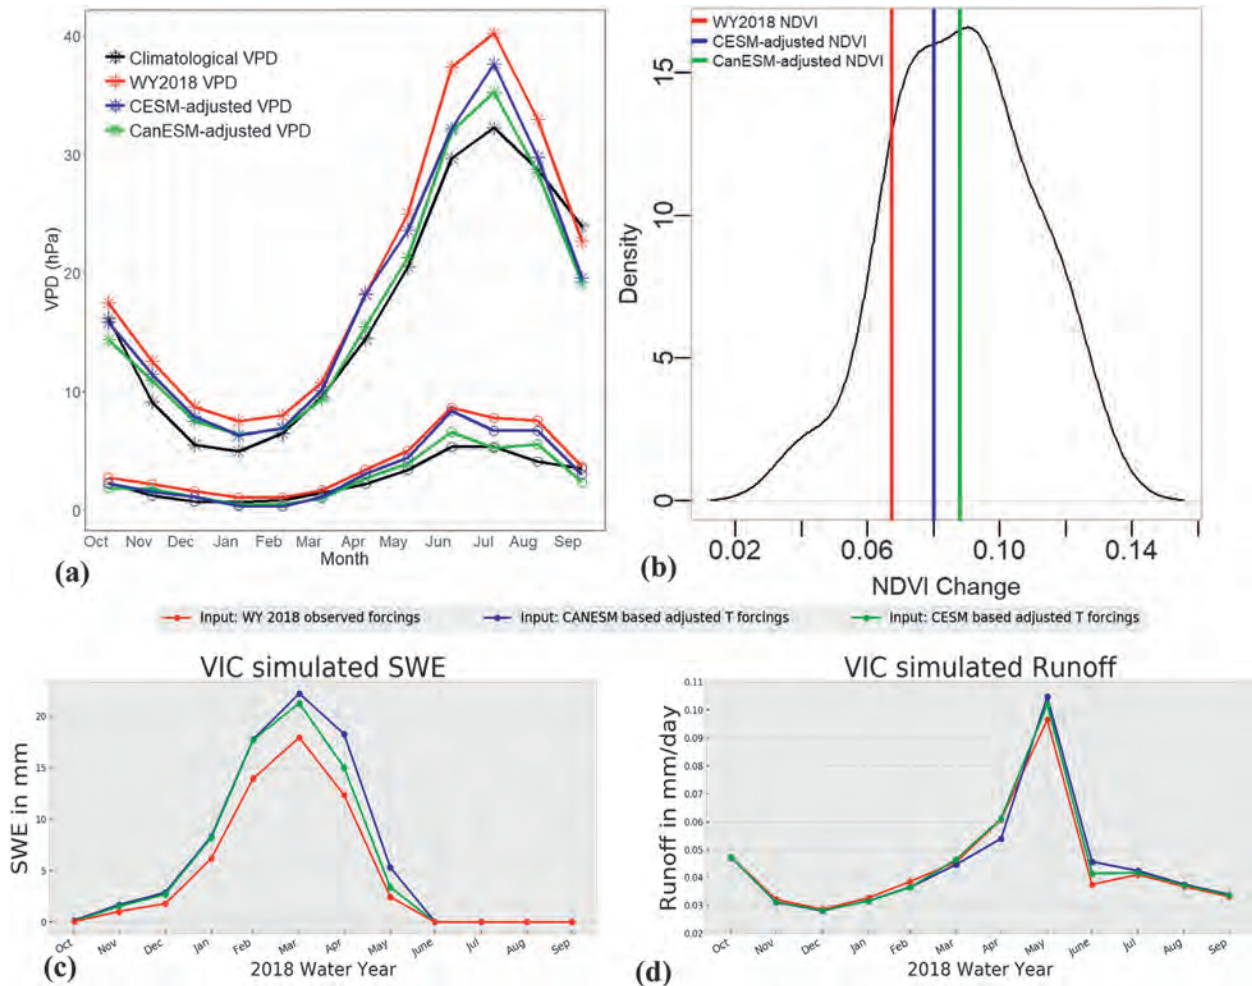 40
30
20
10
0
VPD (hPa)
Climatological VPD
WY2018 VPD
CESM-adjusted VPD
CanESM-adjusted VPD
Oct Nov Dec Jan Feb Mar Apr May Jun Jul Aug Sep
Month
(a)
WY2018 NDVI
CESM-adjusted NDVI
CanESM-adjusted NDVI
15
10
5
0
Density
0.02 0.06 0.10 0.14
NDVI Change
(b)
Input: WY 2018 observed forcings Input: CANESM based adjusted T forcings Input: CESM based adjusted T forcings
VIC simulated SWE
20
15
10
5
0
SWE in mm
Oct Nov Dec Jan Feb Mar Apr May June Jul Aug Sep
2018 Water Year
(c)
VIC simulated Runoff
0.11
0.10
0.09
0.08
0.07
0.06
0.05
0.04
0.03
0.02
Runoff in mm/day
Oct Nov Dec Jan Feb Mar Apr May June Jul Aug Sep
2018 Water Year
(d)